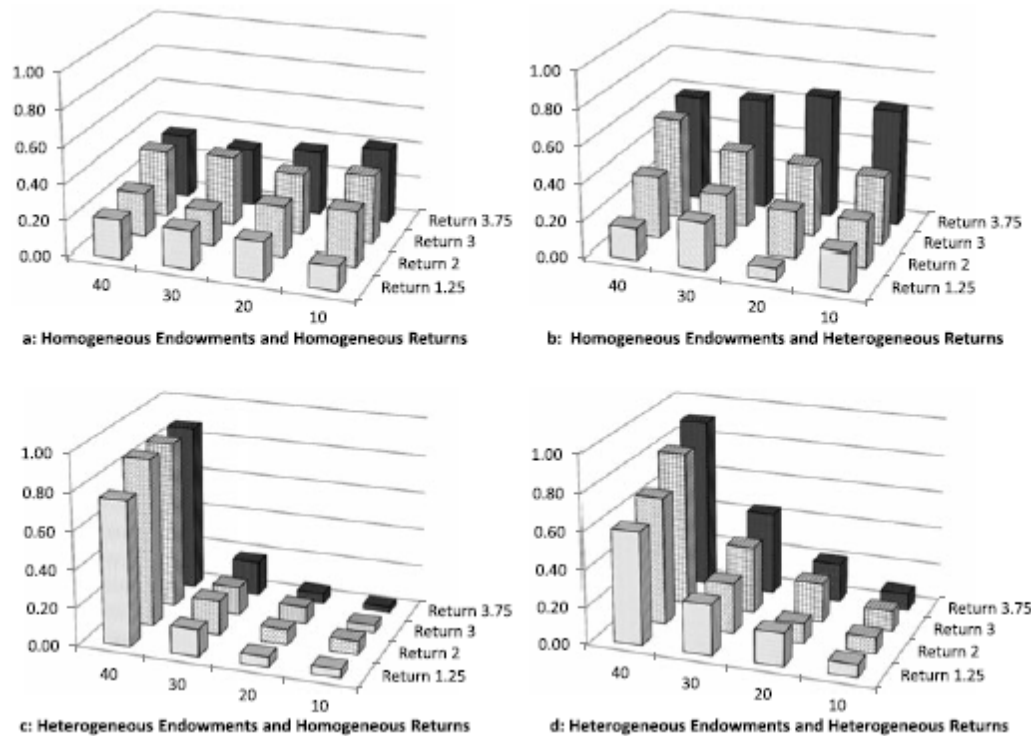 1.00
0.80
0.60
0.40
0.20
0.00
40
30
20
10
Return 3.75
Return 3
Return 2
Return 1.25
a: Homogeneous Endowments and Homogeneous Returns
1.00
0.80
0.60
0.40
0.20
0.00
40
30
20
10
Return 3.75
Return 3
Return 2
Return 1.25
b: Homogeneous Endowments and Heterogeneous Returns
1.00
0.80
0.60
0.40
0.20
0.00
40
30
20
10
Return 3.75
Return 3
Return 2
Return 1.25
c: Heterogeneous Endowments and Homogeneous Returns
1.00
0.80
0.60
0.40
0.20
0.00
40
30
20
10
Return 3.75
Return 3
Return 2
Return 1.25
d: Heterogeneous Endowments and Heterogeneous Returns